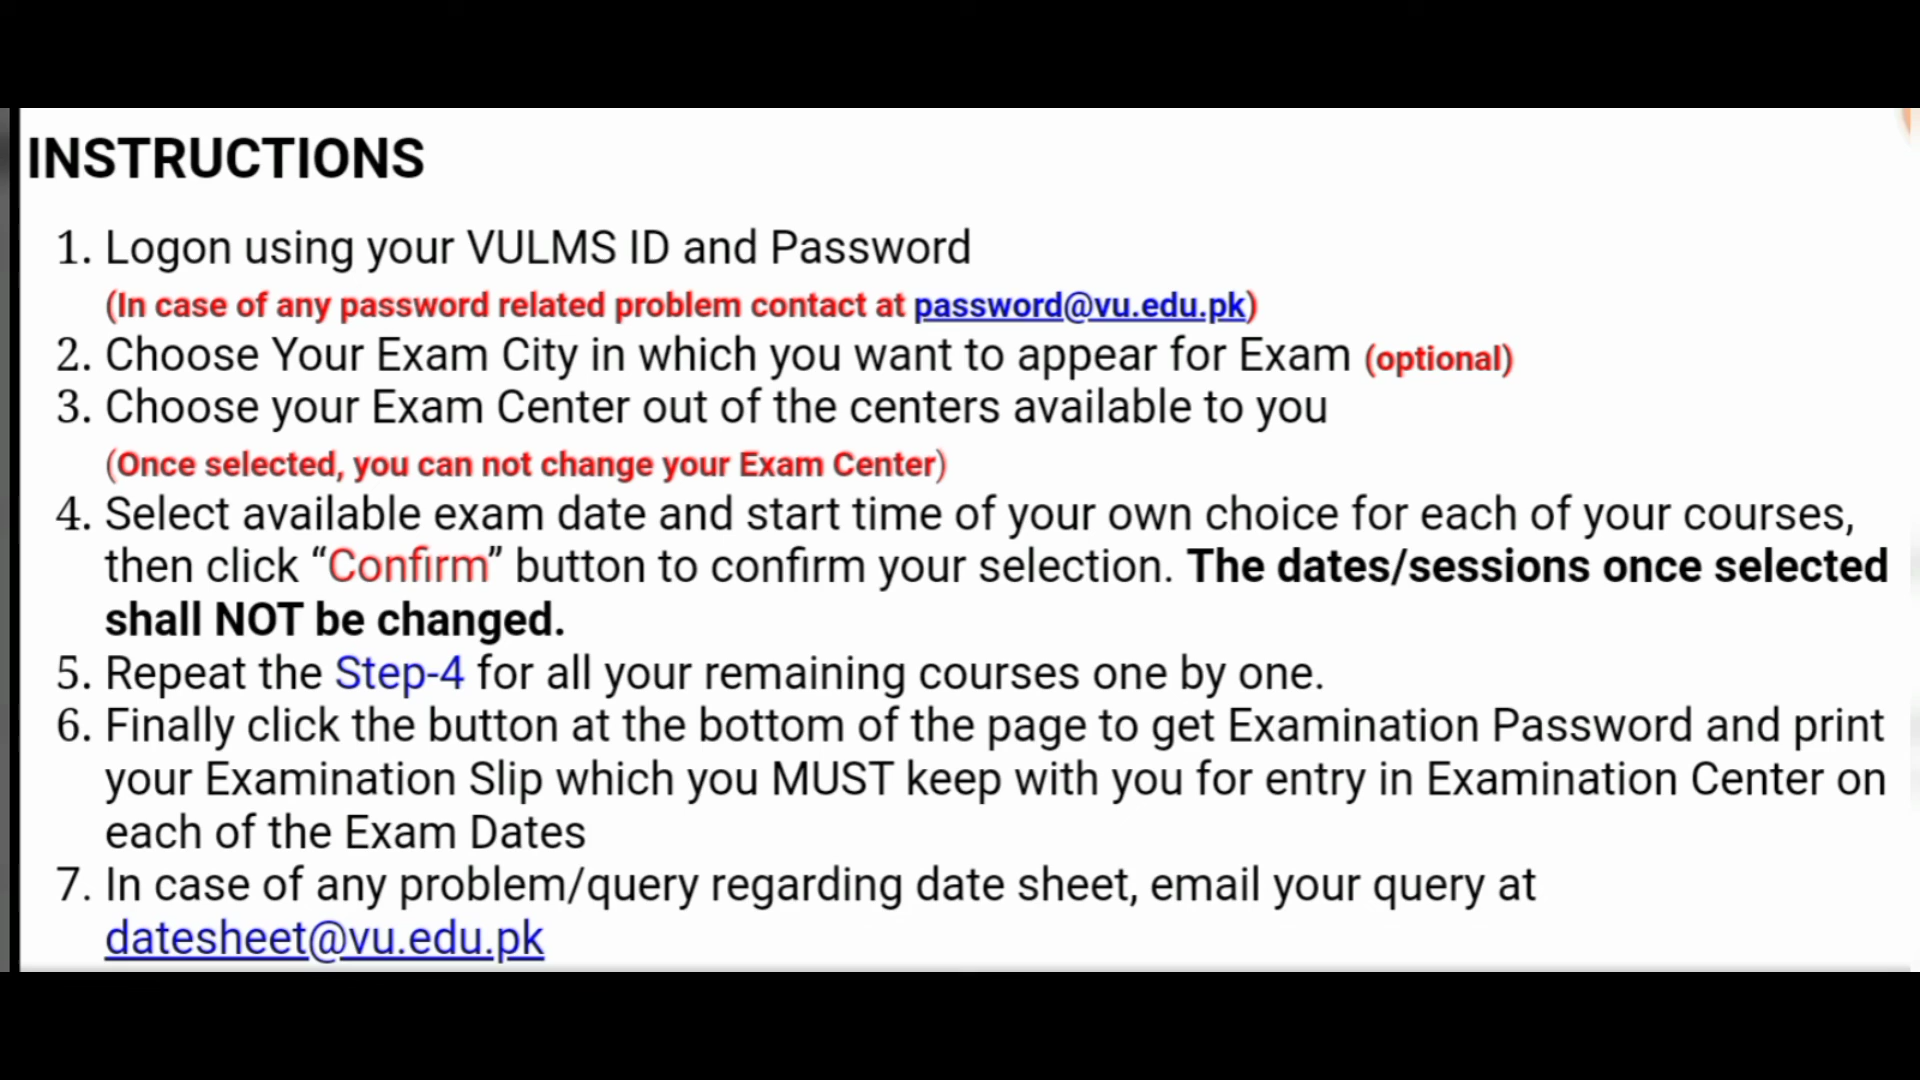 INSTRUCTIONS
1. Logon using your VULMS ID and Password
(In case of any password related problem contact at password@vu.edu.pk)
2. Choose Your Exam City in which you want to appear for Exam (optional)
3. Choose your Exam Center out of the centers available to you
(Once selected, you can not change your Exam Center)
4. Select available exam date and start time of your own choice for each of your courses,
then click “Confirm” button to confirm your selection. The dates/sessions once selected
shall NOT be changed.
5. Repeat the Step-4 for all your remaining courses one by one.
6. Finally click the button at the bottom of the page to get Examination Password and print
your Examination Slip which you MUST keep with you for entry in Examination Center on
each of the Exam Dates
7. In case of any problem/query regarding date sheet, email your query at
datesheet@vu.edu.pk